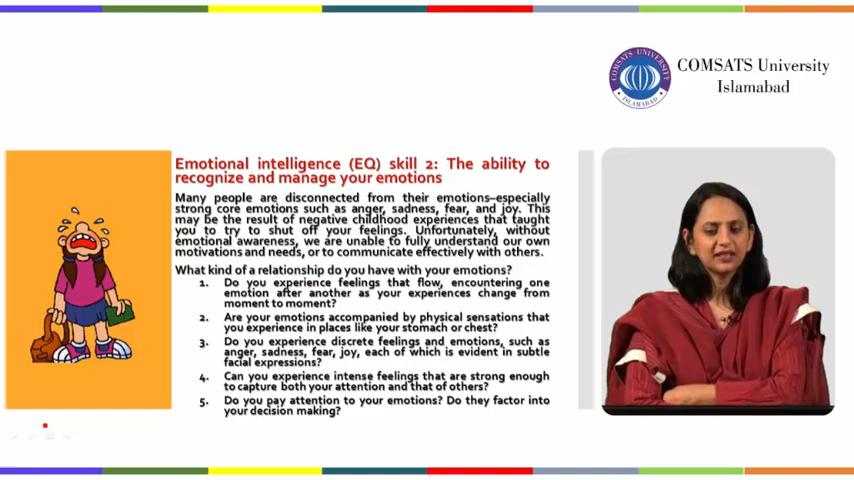 COMSATS University
Islamabad
COMSATS UNIVERSITY
ISLAMABAD
Emotional intelligence (EQ) skill 2: The ability to
recognize and manage your emotions
Many people are disconnected from their emotions–especially
strong core emotions such as anger, sadness, fear, and joy. This
may be the result of negative childhood experiences that taught
you to try to shut off your feelings. Unfortunately, without
emotional awareness, we are unable to fully understand our own
motivations and needs, or to communicate effectively with others.
What kind of a relationship do you have with your emotions?
1. Do you experience feelings that flow, encountering one
emotion after another as your experiences change from
moment to moment?
2. Are your emotions accompanied by physical sensations that
you experience in places like your stomach or chest?
3. Do you experience discrete feelings and emotions, such as
anger, sadness, fear, joy, each of which is evident in subtle
facial expressions?
4. Can you experience intense feelings that are strong enough
to capture both your attention and that of others?
5. Do you pay attention to your emotions? Do they factor into
your decision making?